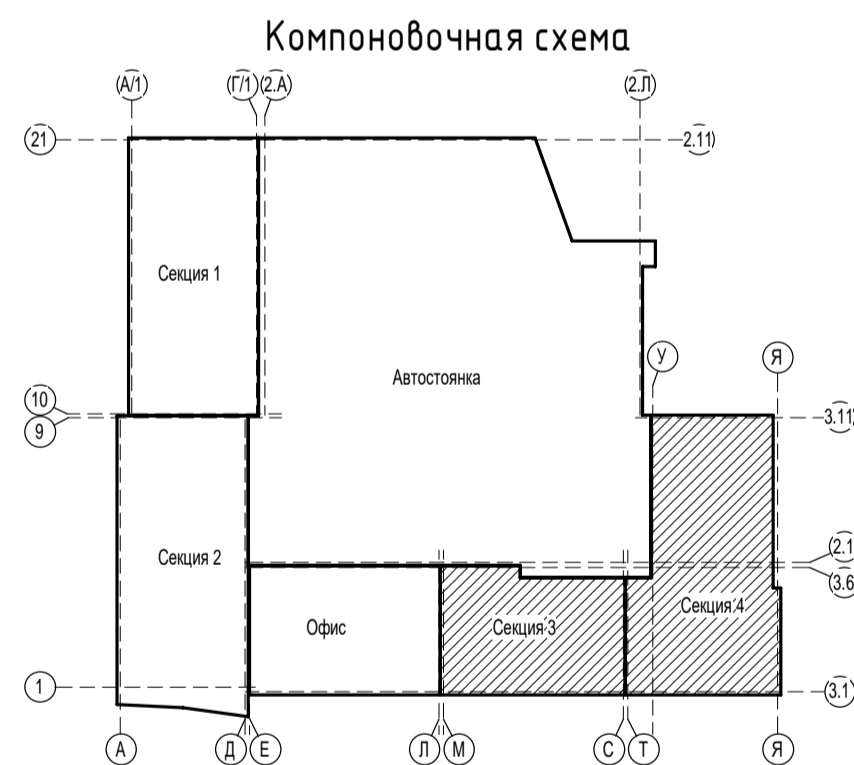 Компоновочная схема
А/1 Г/1 2.А 2.Л
21 2.11
Секция 1
У Я
Автостоянка
10
9 3.11
2.1
Секция 2
3.6
Секция 4
Офис Секция 3
1 3.1
А Д Е Л М С Т Я